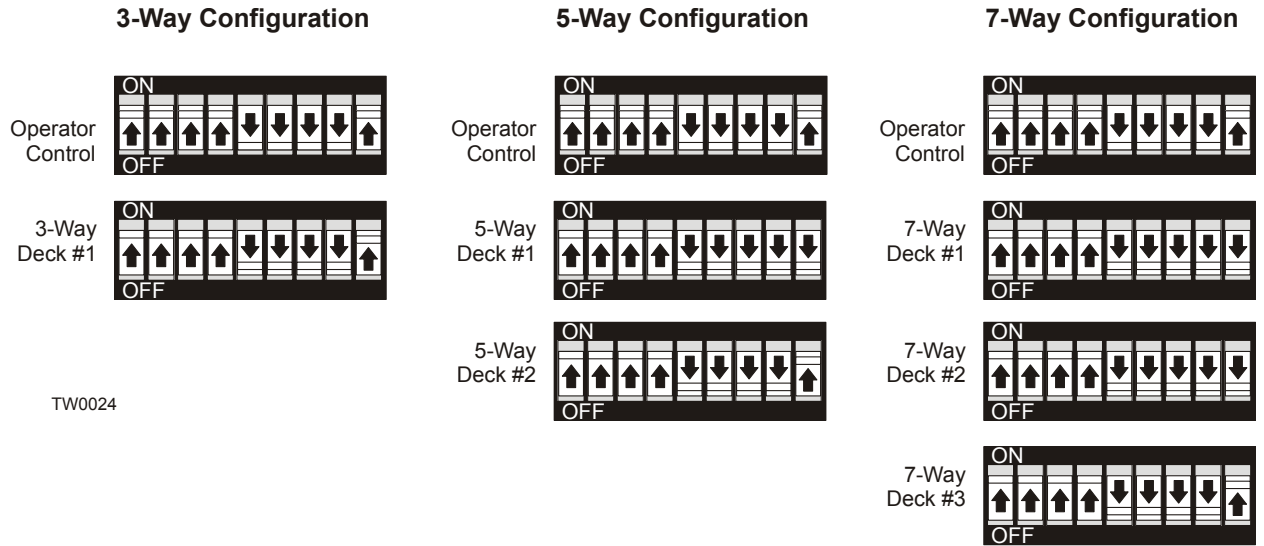 3-Way Configuration
5-Way Configuration
7-Way Configuration
Operator
Control
ON
OFF
Operator
Control
ON
OFF
Operator
Control
ON
OFF
3-Way
Deck #1
ON
OFF
5-Way
Deck #1
ON
OFF
7-Way
Deck #1
ON
OFF
5-Way
Deck #2
ON
OFF
7-Way
Deck #2
ON
OFF
TW0024
7-Way
Deck #3
ON
OFF